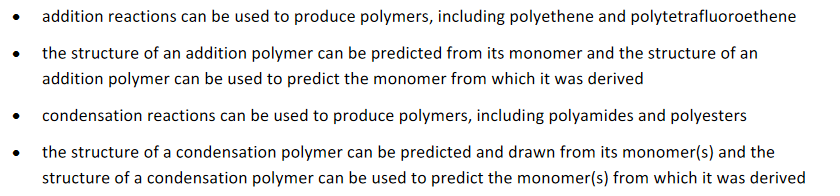 • addition reactions can be used to produce polymers, including polyethene and polytetrafluoroethene
• the structure of an addition polymer can be predicted from its monomer and the structure of an
addition polymer can be used to predict the monomer from which it was derived
• condensation reactions can be used to produce polymers, including polyamides and polyesters
• the structure of a condensation polymer can be predicted and drawn from its monomer(s) and the
structure of a condensation polymer can be used to predict the monomer(s) from which it was derived